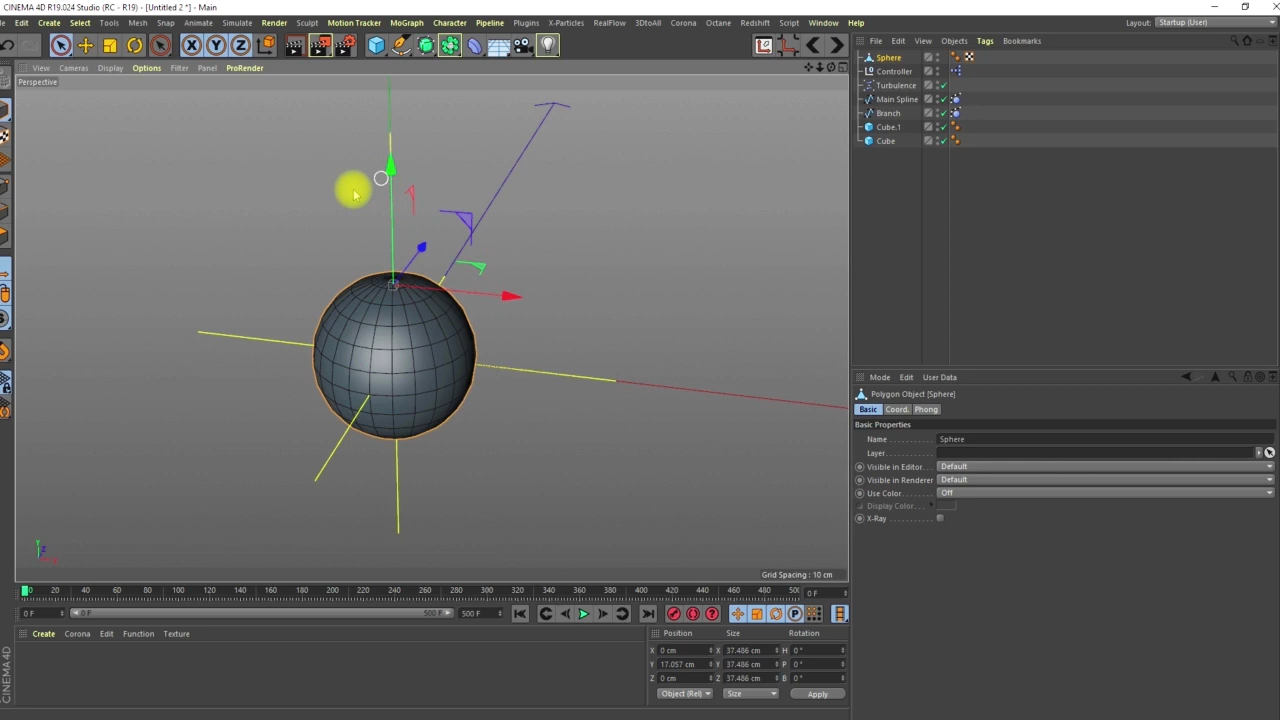 CINEMA 4D R19.024 Studio (RC - R19) - [Untitled 2 *] - Main
File Create Select Tools Mesh Snap Animate Simulate Render Sculpt Motion Tracker MoGraph Character Pipeline Plugins X-Particles RealFlow 3DtoAll Corona Octane Redshift Script Window Help
Layout: Startup (User)
X Y Z
File Edit View Objects Tags Bookmarks
View Cameras Display Options Filter Panel ProRender
Perspective
Sphere
Controller
Turbulence
Main Spline
Branch
Cube.1
Cube
Mode Edit User Data
Polygon Object [Sphere]
Basic Coord. Phong
Basic Properties
Name Sphere
Layer
Visible in Editor Default
Visible in Renderer Default
Use Color Off
Display Color
X-Ray
Y
Z
Grid Spacing : 10 cm
0 20 40 60 80 100 120 140 160 180 200 220 240 260 280 300 320 340 360 380 400 420 440 460 480 500 0 F
0 F 0 F 500 F 500 F
Create Corona Edit Function Texture
Position Size Rotation
X 0 cm X 37.486 cm H 0 °
Y 17.057 cm Y 37.486 cm P 0 °
Z 0 cm Z 37.486 cm B 0 °
Object (Rel) Size Apply
CINEMA 4D